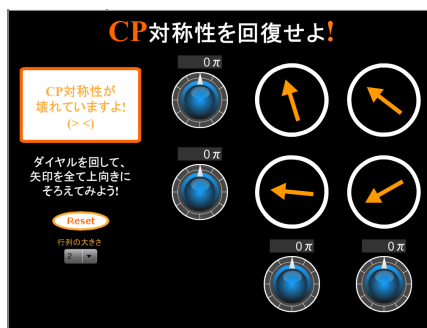 CP対称性を回復せよ!
CP対称性が
壊れていますよ!
(> <)
ダイヤルを回して、
矢印を全て上向きに
そろえてみよう!
Reset
行列の大きさ
2
0 π
0 π
0 π
0 π